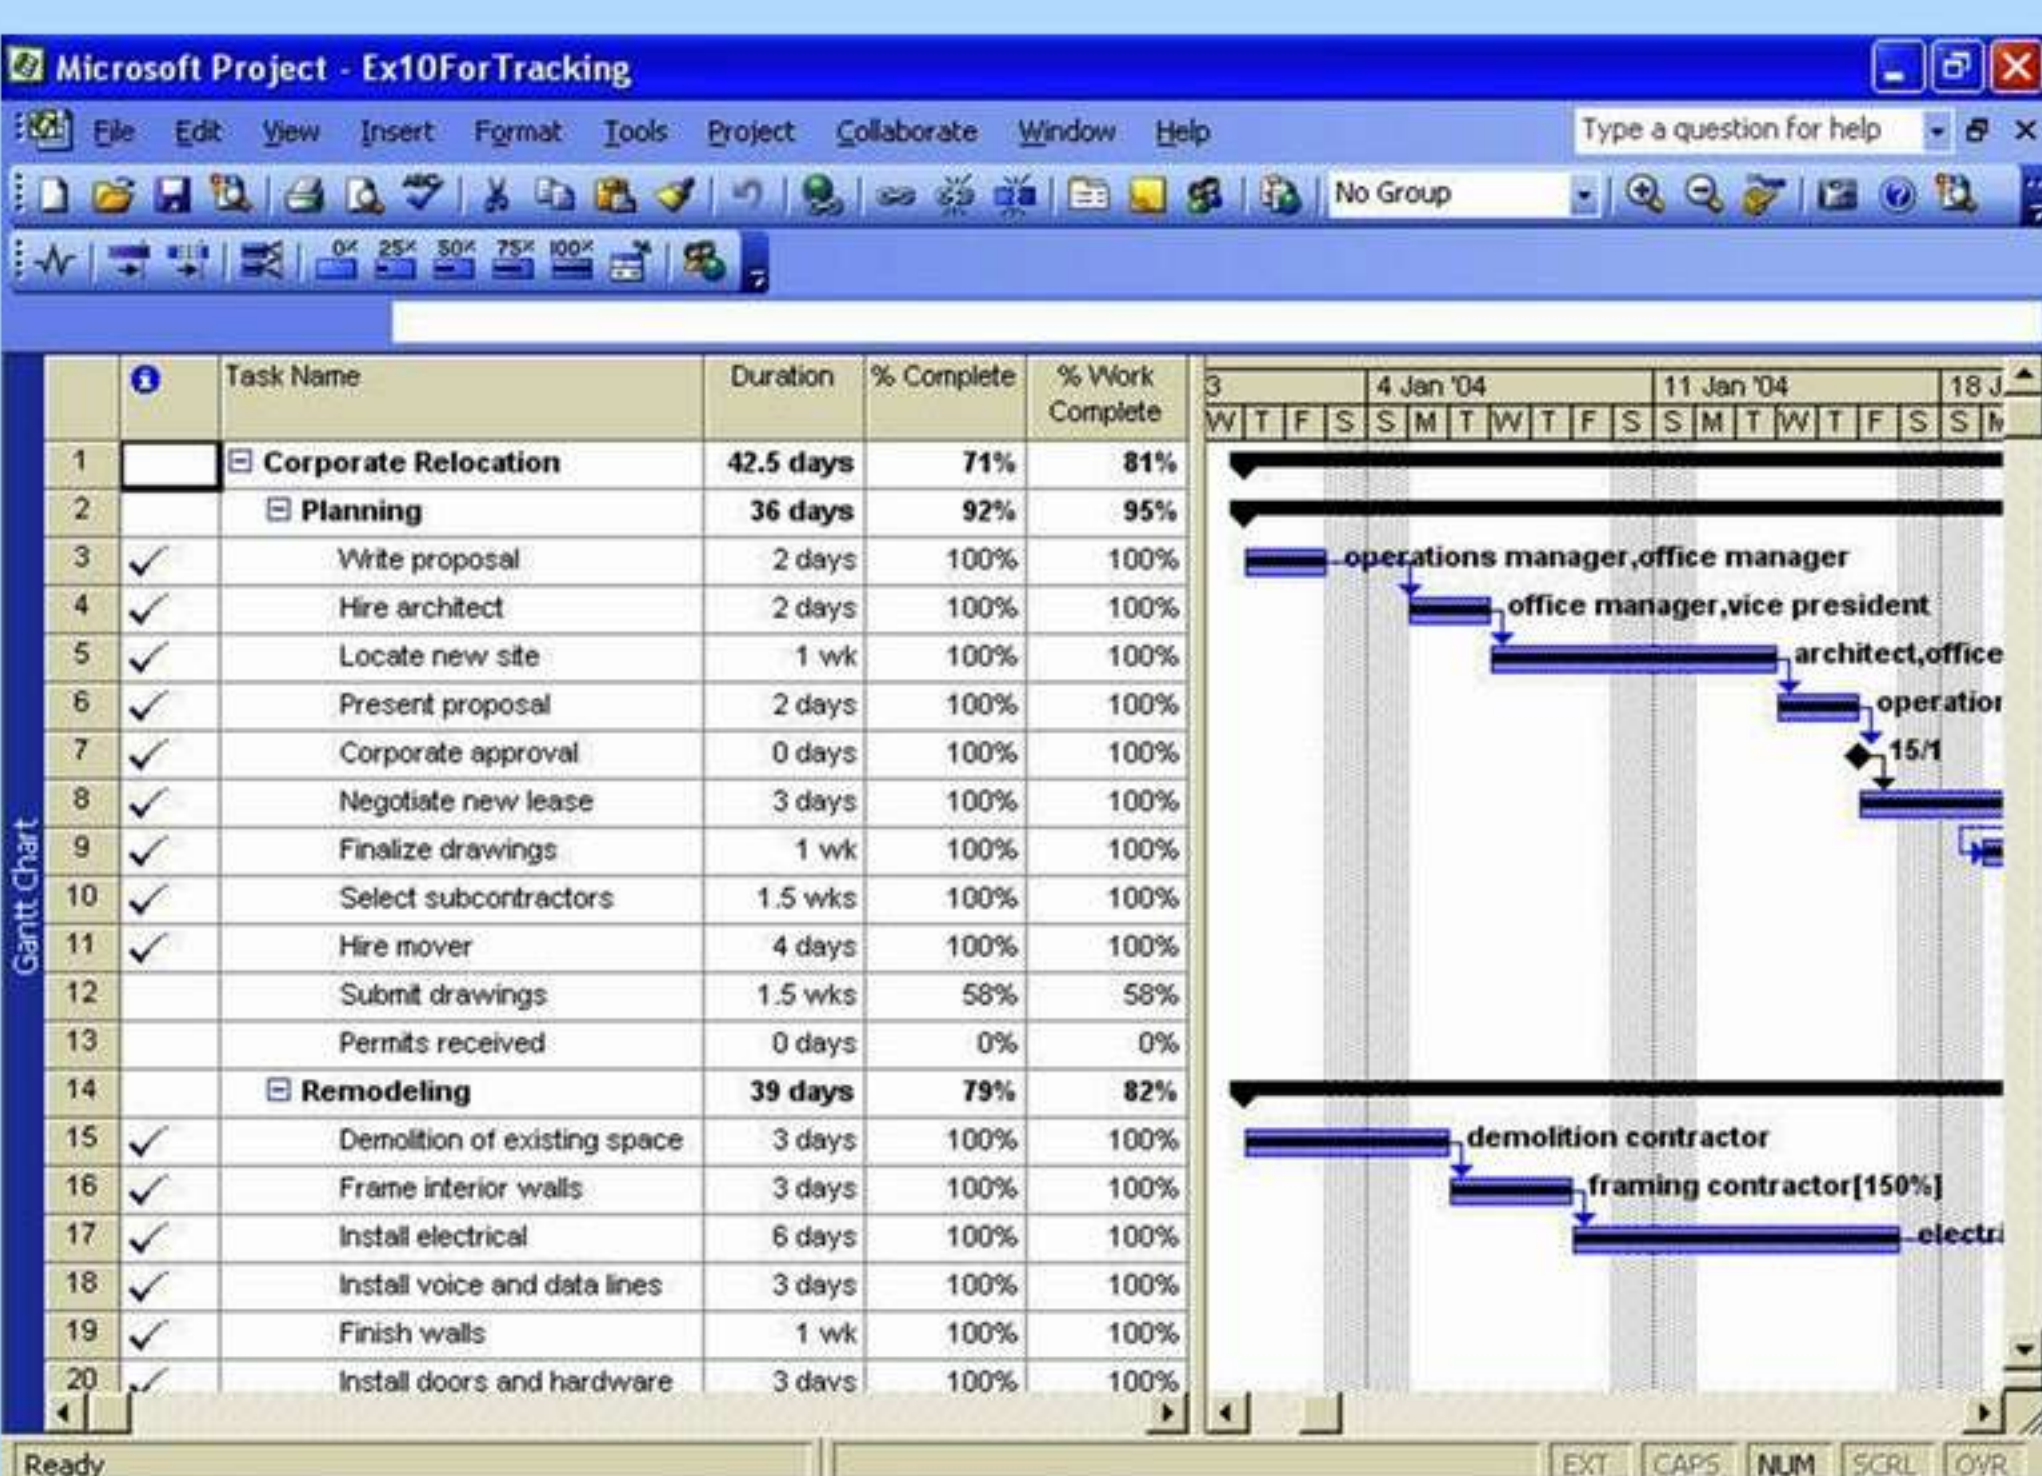 Microsoft Project - Ex10ForTracking
File Edit View Insert Format Tools Project Collaborate Window Help Type a question for help
No Group
0% 25% 50% 75% 100%
Task Name Duration % Complete % Work Complete 3 4 Jan '04 11 Jan '04 18 J
W T F S S M T W T F S S M T W T F S S M
1 Corporate Relocation 42.5 days 71% 81%
2 Planning 36 days 92% 95%
3 Write proposal 2 days 100% 100% operations manager,office manager
4 Hire architect 2 days 100% 100% office manager,vice president
5 Locate new site 1 wk 100% 100% architect,office
6 Present proposal 2 days 100% 100% operation
7 Corporate approval 0 days 100% 100% 15/1
8 Negotiate new lease 3 days 100% 100%
9 Finalize drawings 1 wk 100% 100%
10 Select subcontractors 1.5 wks 100% 100%
11 Hire mover 4 days 100% 100%
12 Submit drawings 1.5 wks 58% 58%
13 Permits received 0 days 0% 0%
14 Remodeling 39 days 79% 82%
15 Demolition of existing space 3 days 100% 100% demolition contractor
16 Frame interior walls 3 days 100% 100% framing contractor[150%]
17 Install electrical 6 days 100% 100% electri
18 Install voice and data lines 3 days 100% 100%
19 Finish walls 1 wk 100% 100%
20 Install doors and hardware 3 days 100% 100%
Gantt Chart
Ready EXT CAPS NUM SCRL OVR